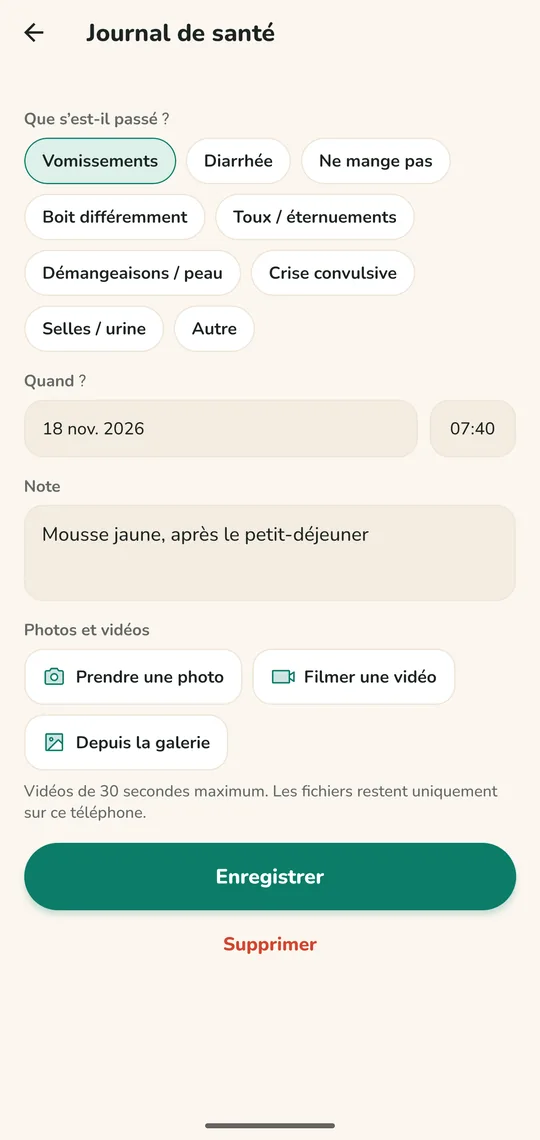 Journal de santé
Que s'est-il passé ?
Vomissements
Diarrhée
Ne mange pas
Boit différemment
Toux / éternuements
Démangeaisons / peau
Crise convulsive
Selles / urine
Autre
Quand ?
18 nov. 2026
07:40
Note
Mousse jaune, après le petit-déjeuner
Photos et vidéos
Prendre une photo
Filmer une vidéo
Depuis la galerie
Vidéos de 30 secondes maximum. Les fichiers restent uniquement
sur ce téléphone.
Enregistrer
Supprimer